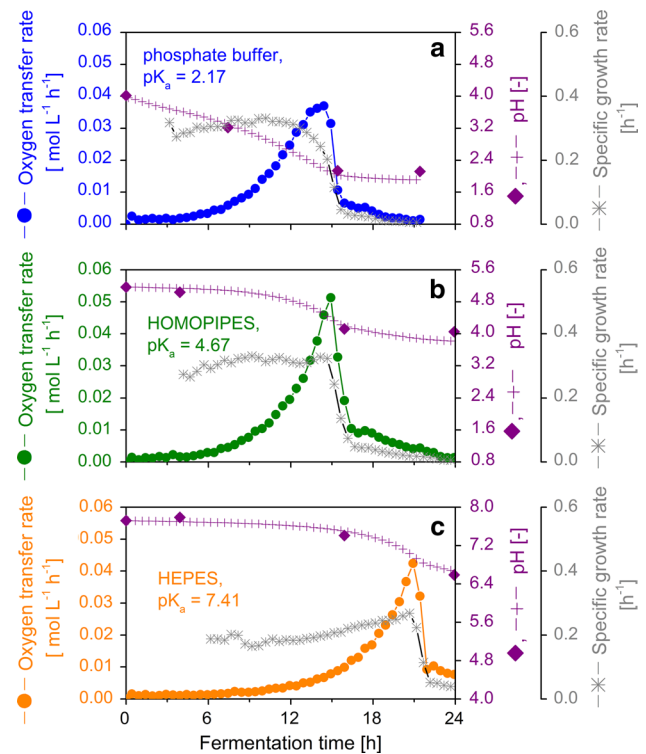 a
phosphate buffer,
pKa = 2.17
Oxygen transfer rate
[ mol L-1 h-1]
0.06
0.05
0.04
0.03
0.02
0.01
0.00
5.6
4.8
4.0
3.2
2.4
1.6
0.8
, pH [-]
0.6
0.4
0.2
0.0
Specific growth rate
[h-1]
b
HOMOPIPES,
pKa = 4.67
Oxygen transfer rate
[ mol L-1 h-1]
0.06
0.05
0.04
0.03
0.02
0.01
0.00
5.6
4.8
4.0
3.2
2.4
1.6
0.8
, pH [-]
0.6
0.4
0.2
0.0
Specific growth rate
[h-1]
c
HEPES,
pKa = 7.41
Oxygen transfer rate
[ mol L-1 h-1]
0.06
0.05
0.04
0.03
0.02
0.01
0.00
8.0
7.2
6.4
5.6
4.8
4.0
, pH [-]
0.6
0.4
0.2
0.0
Specific growth rate
[h-1]
0 6 12 18 24
Fermentation time [h]